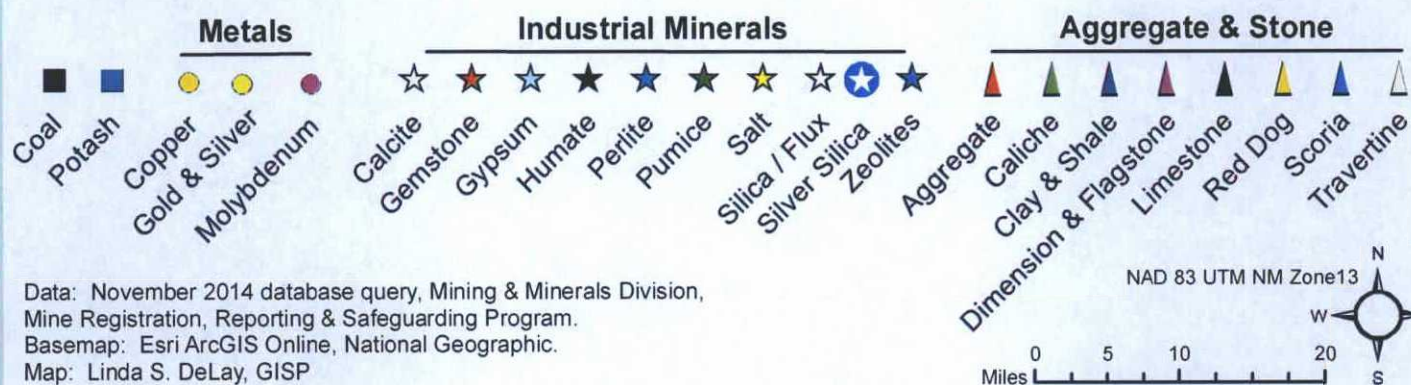 Metals
Industrial Minerals
Aggregate & Stone
Coal
Potash
Copper
Gold & Silver
Molybdenum
Calcite
Gemstone
Gypsum
Humate
Perlite
Pumice
Salt
Silica / Flux
Silver Silica
Zeolites
Aggregate
Caliche
Clay & Shale
Dimension & Flagstone
Limestone
Red Dog
Scoria
Travertine
Data: November 2014 database query, Mining & Minerals Division,
Mine Registration, Reporting & Safeguarding Program.
Basemap: Esri ArcGIS Online, National Geographic.
Map: Linda S. DeLay, GISP
NAD 83 UTM NM Zone13
N
W
S
0 5 10 20
Miles